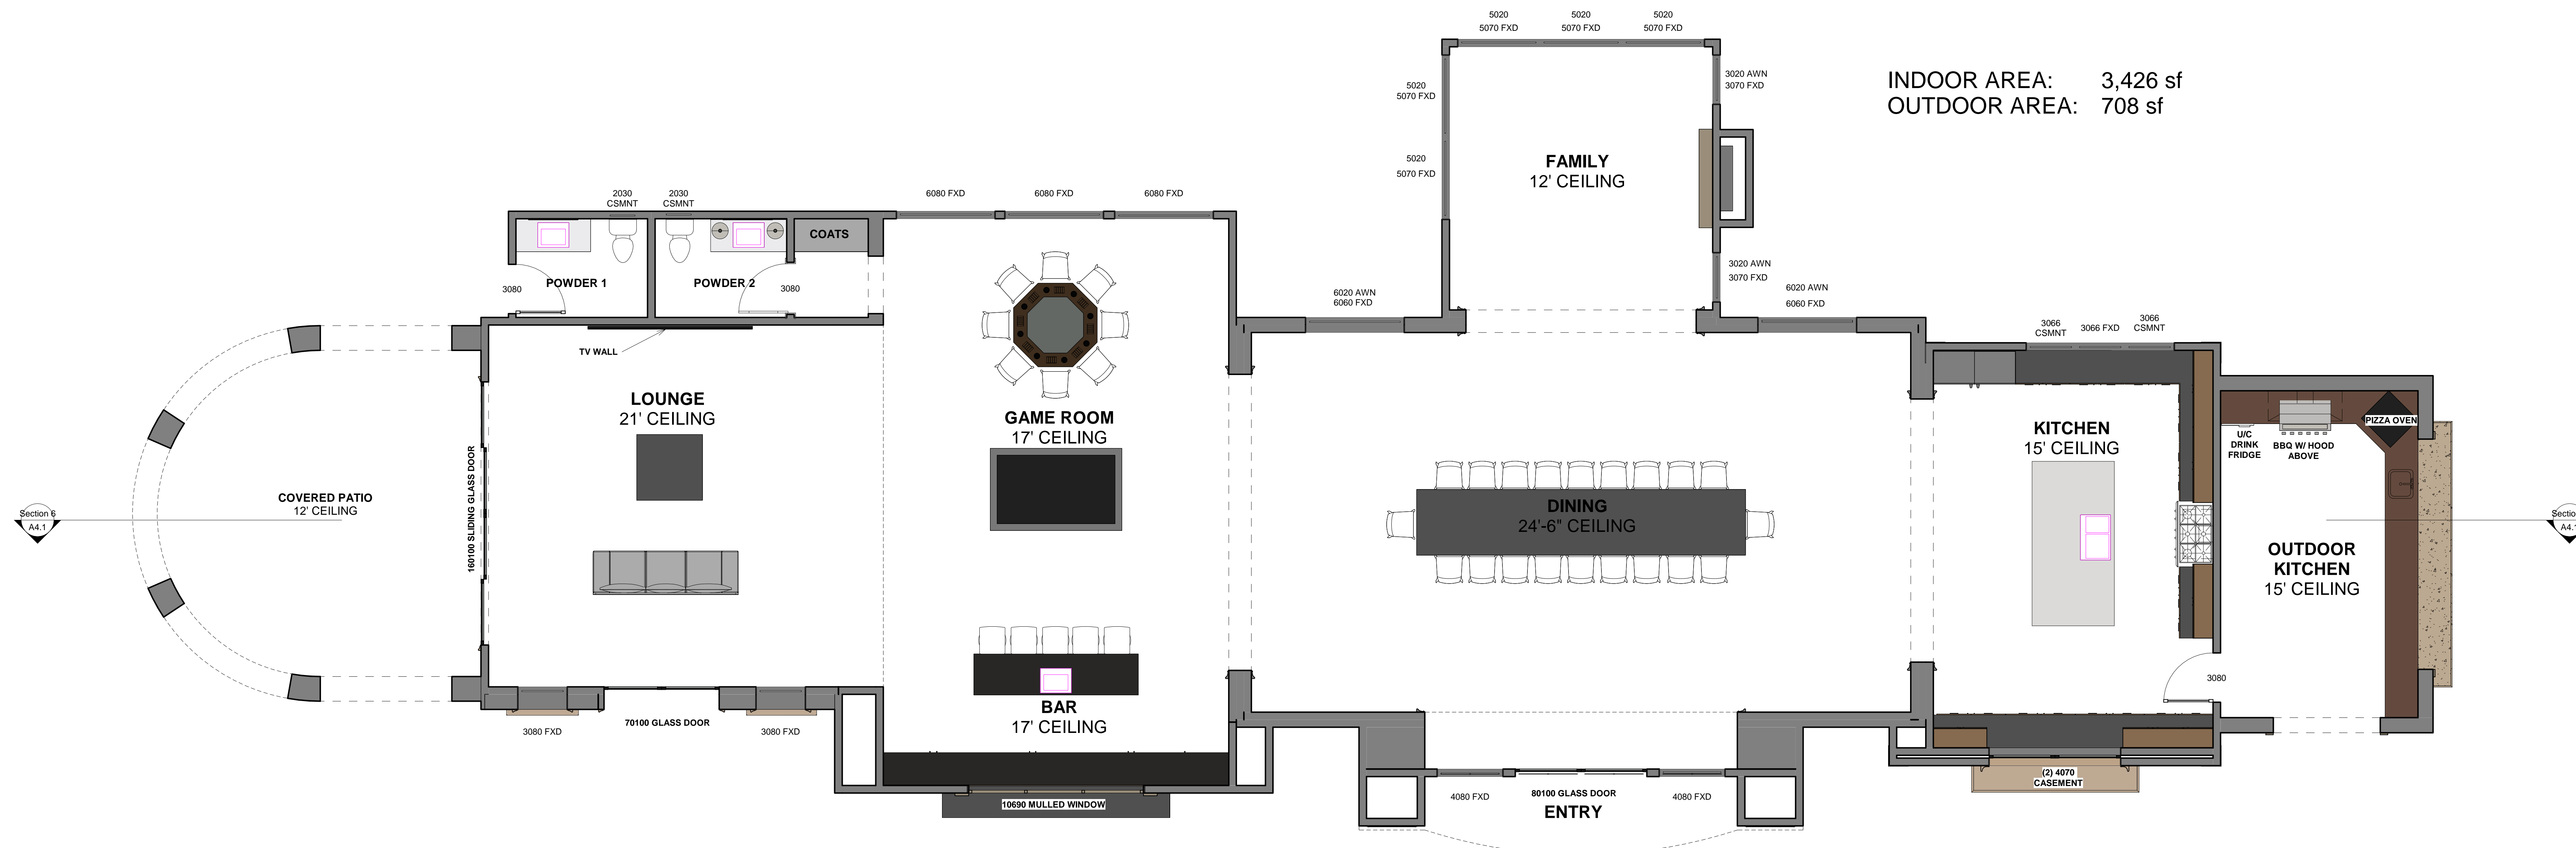 5020 5020 5020
5070 FXD 5070 FXD 5070 FXD
3020 AWN
3070 FXD
INDOOR AREA: 3,426 sf
OUTDOOR AREA: 708 sf
5020
5070 FXD
5020
5070 FXD
FAMILY
12' CEILING
2030
CSMNT
2030
CSMNT
6080 FXD 6080 FXD 6080 FXD
COATS
POWDER 1
3080
POWDER 2
3080
3020 AWN
3070 FXD
6020 AWN
6060 FXD
6020 AWN
6060 FXD
3066
CSMNT
3066 FXD
3066
CSMNT
TV WALL
LOUNGE
21' CEILING
GAME ROOM
17' CEILING
KITCHEN
15' CEILING
PIZZA OVEN
U/C
DRINK
FRIDGE
BBQ W/ HOOD
ABOVE
COVERED PATIO
12' CEILING
160100 SLIDING GLASS DOOR
Section 6
A4.1
DINING
24'-6" CEILING
OUTDOOR
KITCHEN
15' CEILING
3080
BAR
17' CEILING
70100 GLASS DOOR
3080 FXD
3080 FXD
10690 MULLED WINDOW
4080 FXD
80100 GLASS DOOR
4080 FXD
ENTRY
(2) 4070
CASEMENT